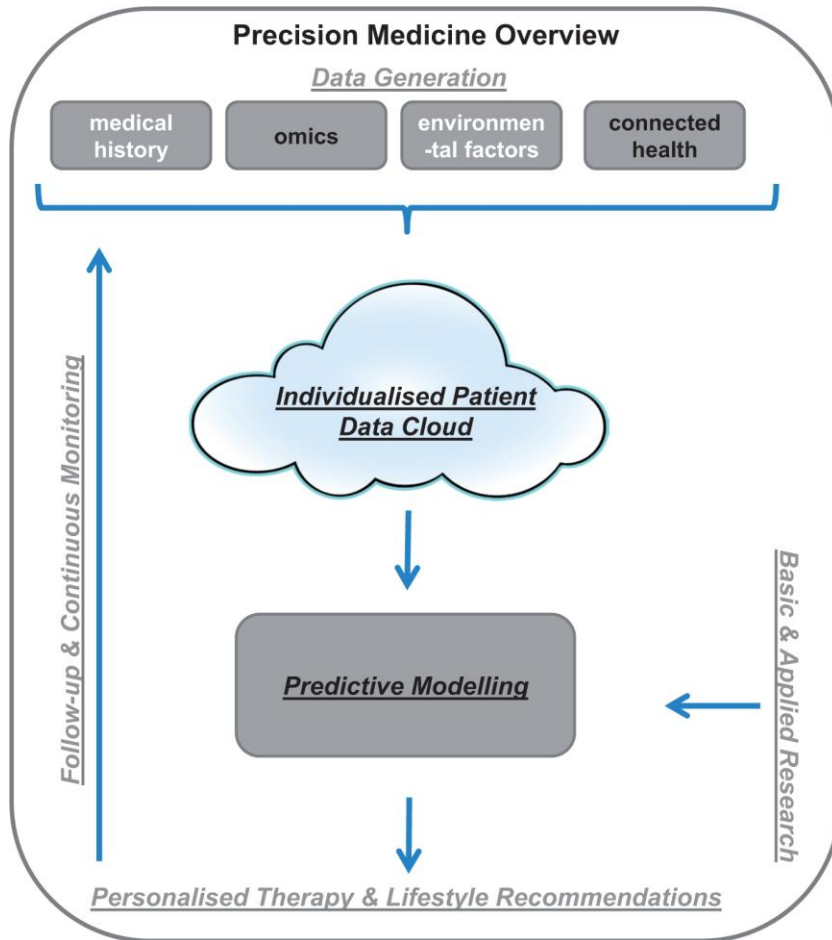 Precision Medicine Overview
Data Generation
medical
history
omics
environmen
-tal factors
connected
health
Individualised Patient
Data Cloud
Follow-up & Continuous Monitoring
Predictive Modelling
Basic & Applied Research
Personalised Therapy & Lifestyle Recommendations